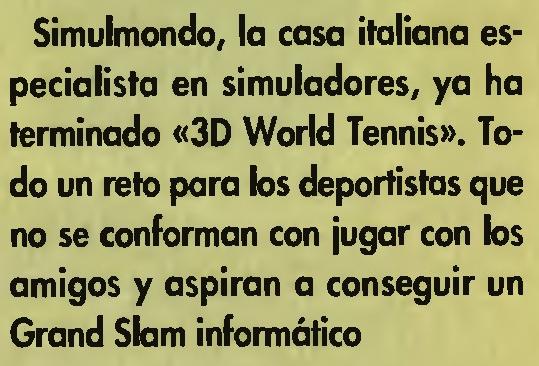 Simulmondo, la casa italiana es-
pecialista en simuladores, ya ha
terminado «3D World Tennis». To-
do un reto para los deportistas que
no se conforman con jugar con los
amigos y aspiran a conseguir un
Grand Slam informático